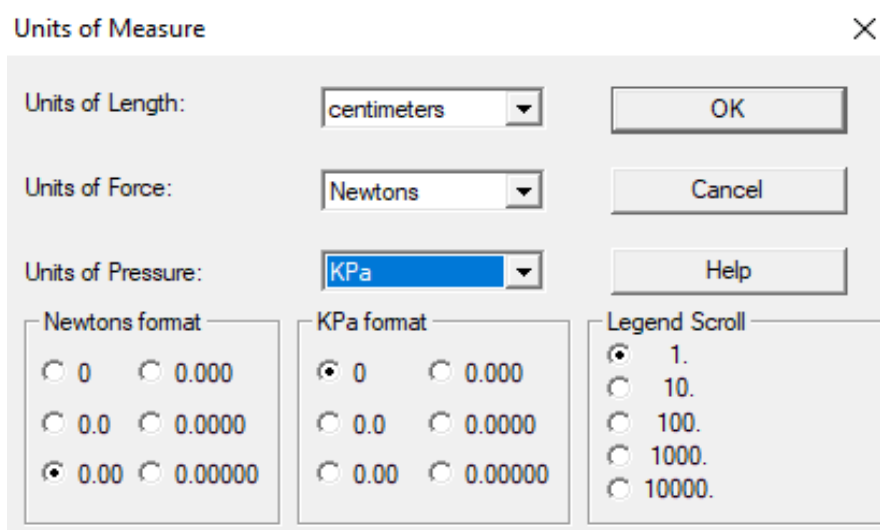 Units of Measure
Units of Length: centimeters OK
Units of Force: Newtons Cancel
Units of Pressure: KPa Help
Newtons format KPa format Legend Scroll
0 0.000 0 0.000 1.
0.0 0.0000 0.0 0.0000 10.
0.00 0.00000 0.00 0.00000 100.
1000.
10000.